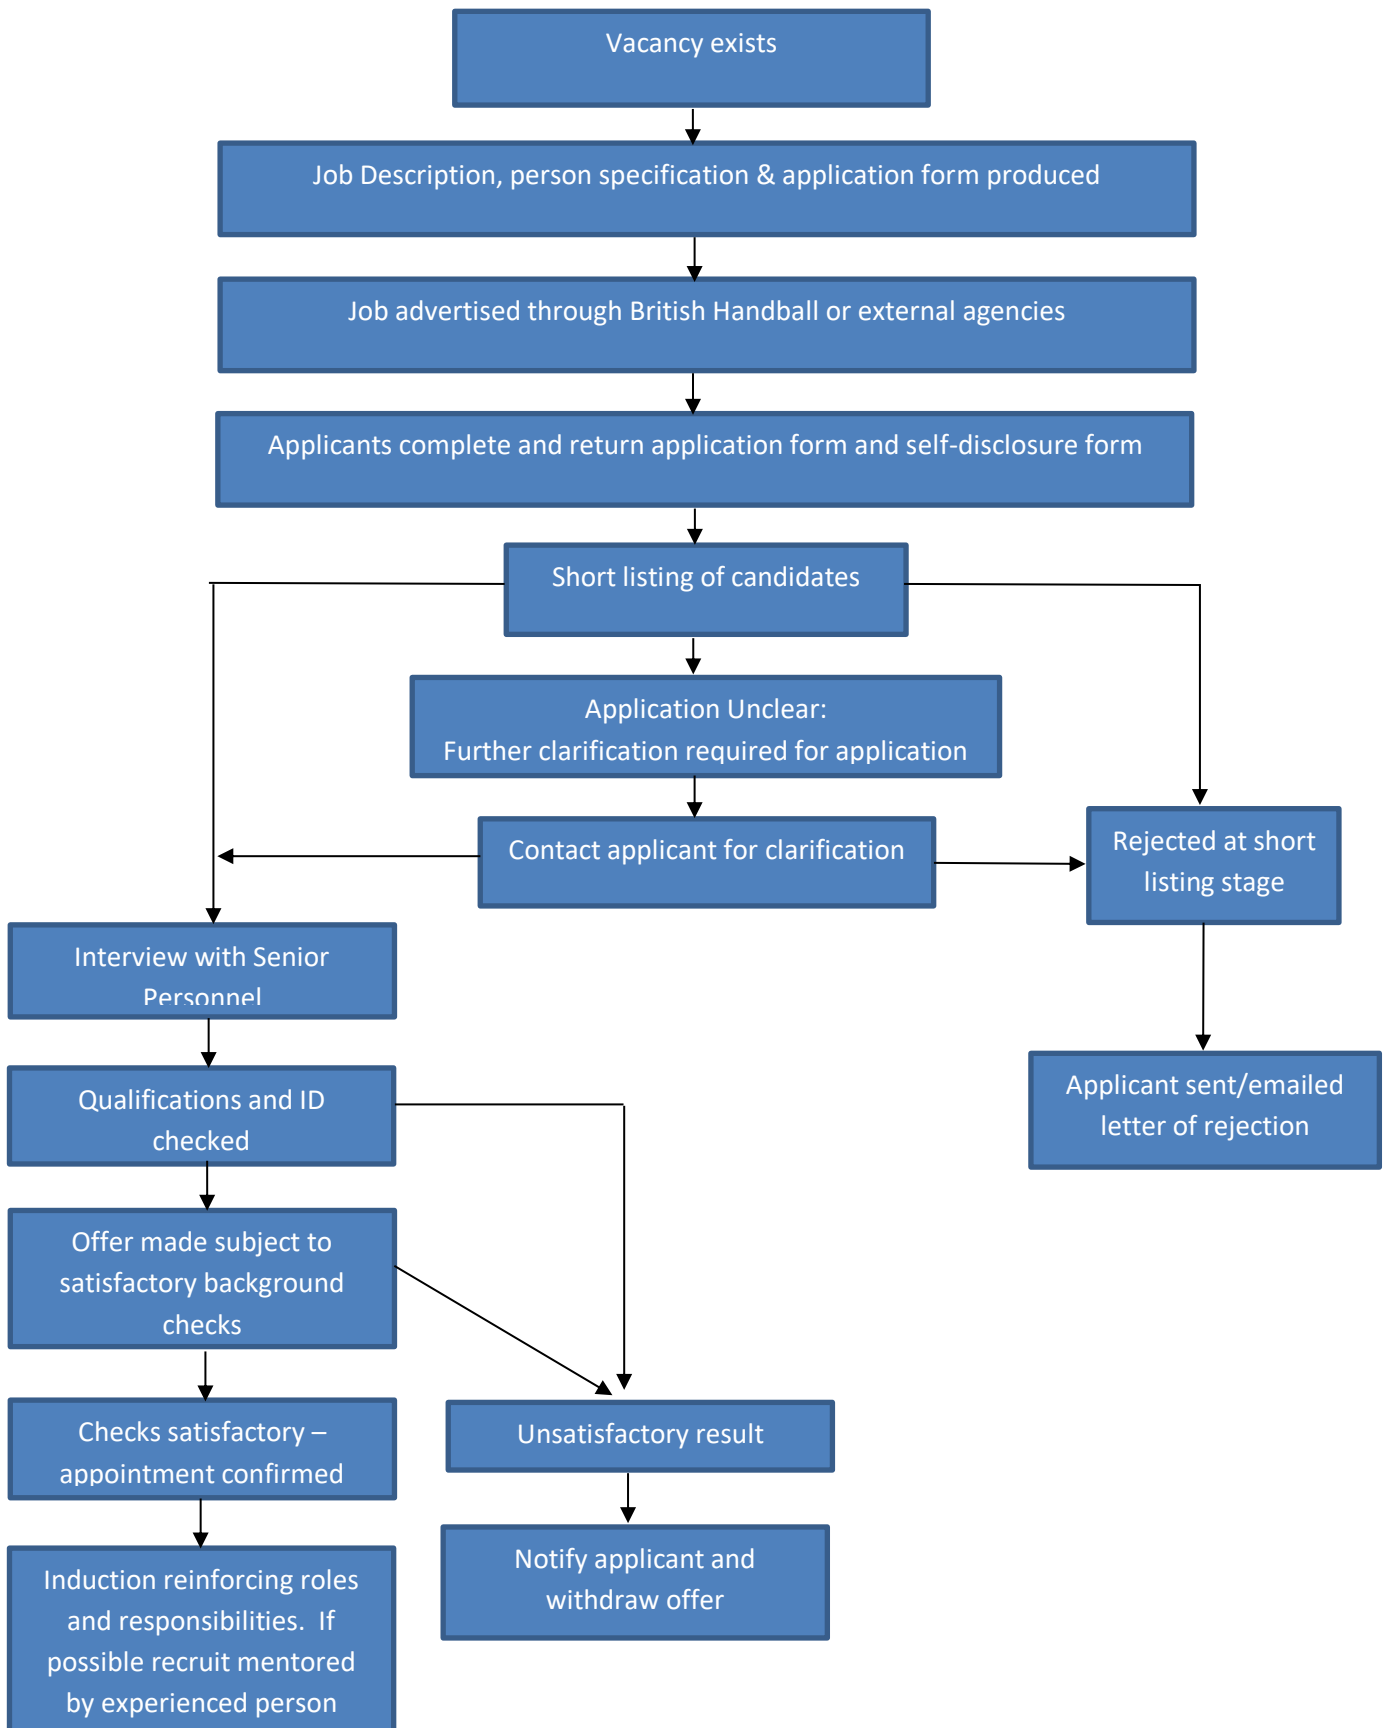 Vacancy exists
Job Description, person specification & application form produced
Job advertised through British Handball or external agencies
Applicants complete and return application form and self-disclosure form
Short listing of candidates
Application Unclear:
Further clarification required for application
Contact applicant for clarification
Rejected at short
listing stage
Interview with Senior
Personnel
Qualifications and ID
checked
Applicant sent/emailed
letter of rejection
Offer made subject to
satisfactory background
checks
Checks satisfactory –
appointment confirmed
Unsatisfactory result
Notify applicant and
withdraw offer
Induction reinforcing roles
and responsibilities.  If
possible recruit mentored
by experienced person